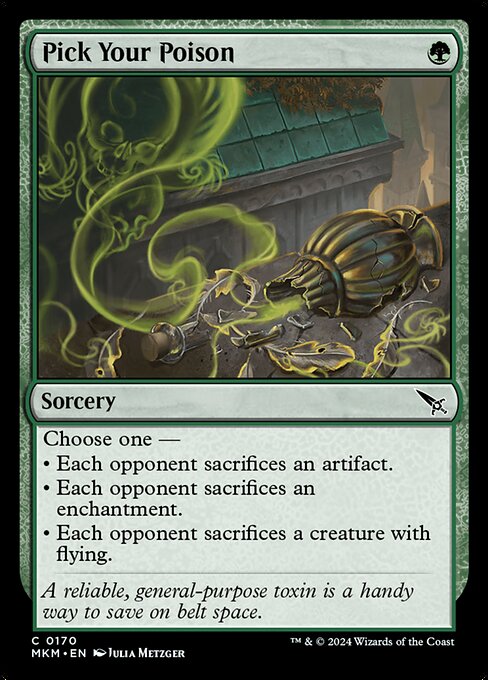 Pick Your Poison
Sorcery
Choose one —
• Each opponent sacrifices an artifact.
• Each opponent sacrifices an
enchantment.
• Each opponent sacrifices a creature with
flying.
A reliable, general-purpose toxin is a handy
way to save on belt space.
C 0170
MKM • EN Julia Metzger
™ & © 2024 Wizards of the Coast